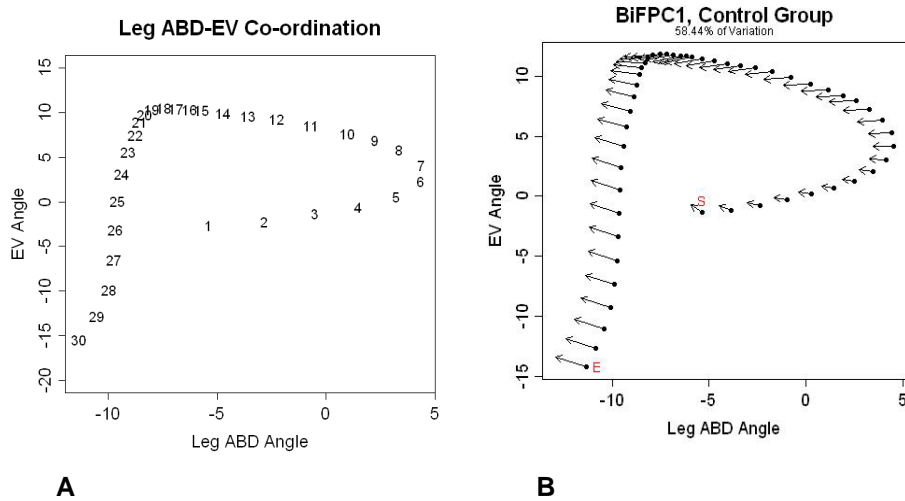 Leg ABD-EV Co-ordination
15
10
5
0
-5
-10
-15
-20
EV Angle
19 18 17 16 15 14 13 12 11 10 9 8 7
20
21
22
23
24
25
26
27
28
29
30
6
5
4
3
2
1
-10 -5 0 5
Leg ABD Angle
A
BiFPC1, Control Group
58.44% of Variation
10
5
0
-5
-10
-15
EV Angle
S
E
-10 -5 0 5
Leg ABD Angle
B